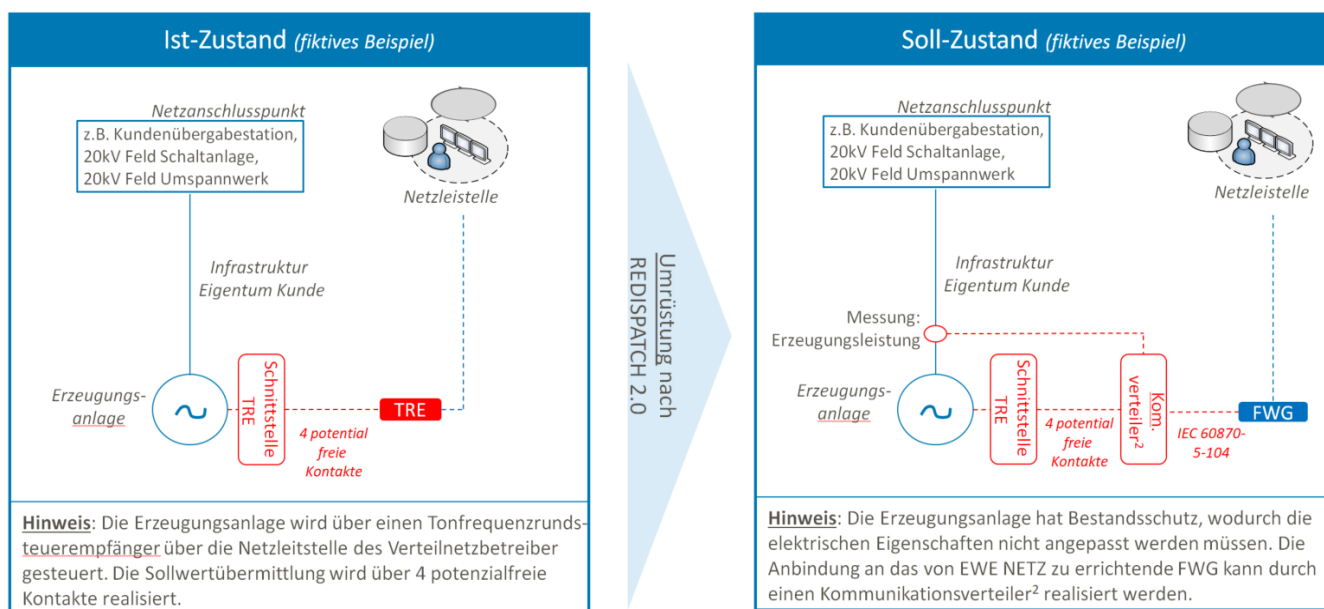 Ist-Zustand (fiktives Beispiel)
Netzanschlusspunkt
z.B. Kundenübergabestation,
20kV Feld Schaltanlage,
20kV Feld Umspannwerk
Netzleistelle
Infrastruktur
Eigentum Kunde
Erzeugungs-
anlage
Schnittstelle
TRE
4 potential
freie
Kontakte
TRE
Hinweis: Die Erzeugungsanlage wird über einen Tonfrequenzrunds-
teuerempfänger über die Netzleitstelle des Verteilnetzbetreiber
gesteuert. Die Sollwertübermittlung wird über 4 potenzialfreie
Kontakte realisiert.
Umrüstung nach
REDISPATCH 2.0
Soll-Zustand (fiktives Beispiel)
Netzanschlusspunkt
z.B. Kundenübergabestation,
20kV Feld Schaltanlage,
20kV Feld Umspannwerk
Netzleistelle
Infrastruktur
Eigentum Kunde
Messung:
Erzeugungsleistung
Erzeugungs-
anlage
Schnittstelle
TRE
4 potential
freie
Kontakte
Kom.
verteiler²
IEC 60870-
5-104
FWG
Hinweis: Die Erzeugungsanlage hat Bestandsschutz, wodurch die
elektrischen Eigenschaften nicht angepasst werden müssen. Die
Anbindung an das von EWE NETZ zu errichtende FWG kann durch
einen Kommunikationsverteiler² realisiert werden.